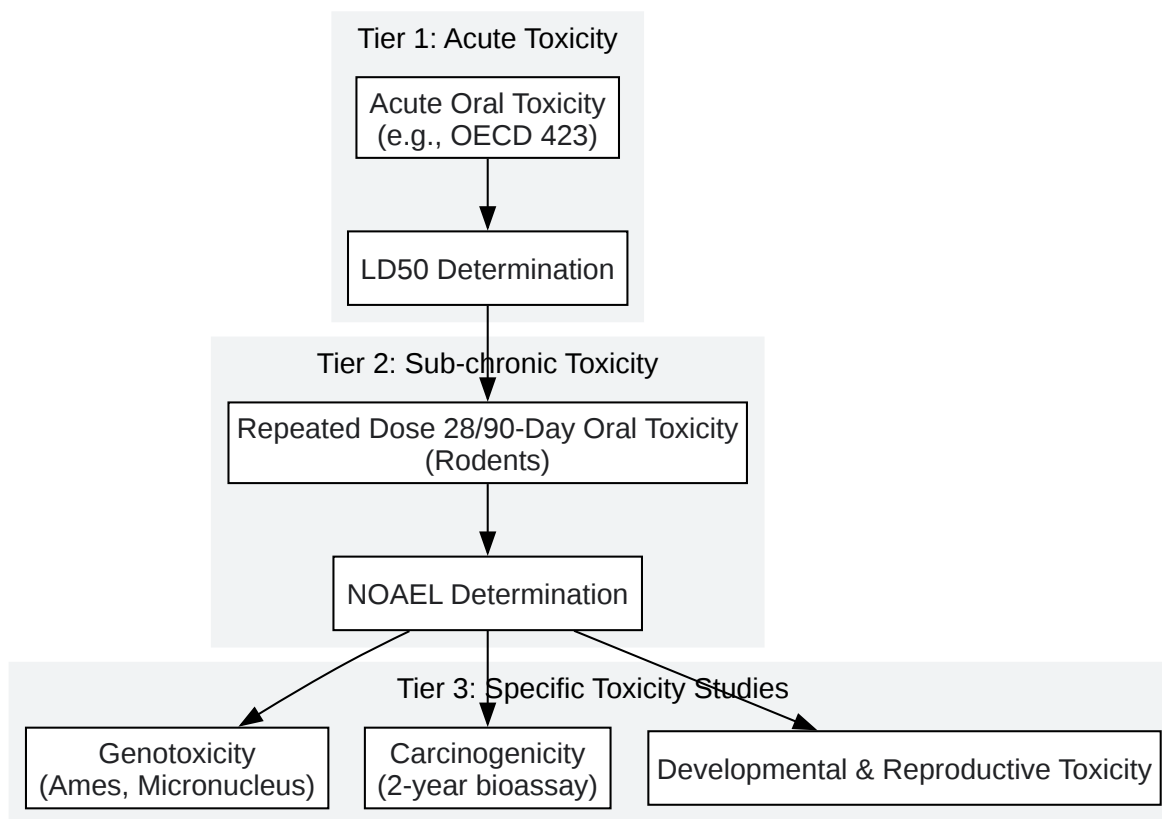 Tier 1: Acute Toxicity
Acute Oral Toxicity
(e.g., OECD 423)
LD50 Determination
Tier 2: Sub-chronic Toxicity
Repeated Dose 28/90-Day Oral Toxicity
(Rodents)
NOAEL Determination
Tier 3: Specific Toxicity Studies
Genotoxicity
(Ames, Micronucleus)
Carcinogenicity
(2-year bioassay)
Developmental & Reproductive Toxicity